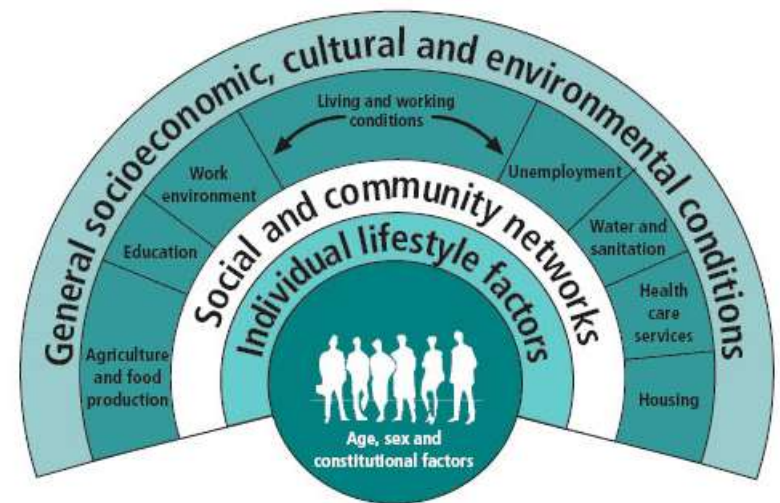 General socioeconomic, cultural and environmental conditions
Living and working
conditions
Work
environment
Unemployment
Education
Water and
sanitation
Agriculture
and food
production
Health
care
services
Housing
Social and community networks
Individual lifestyle factors
Age, sex and
constitutional factors